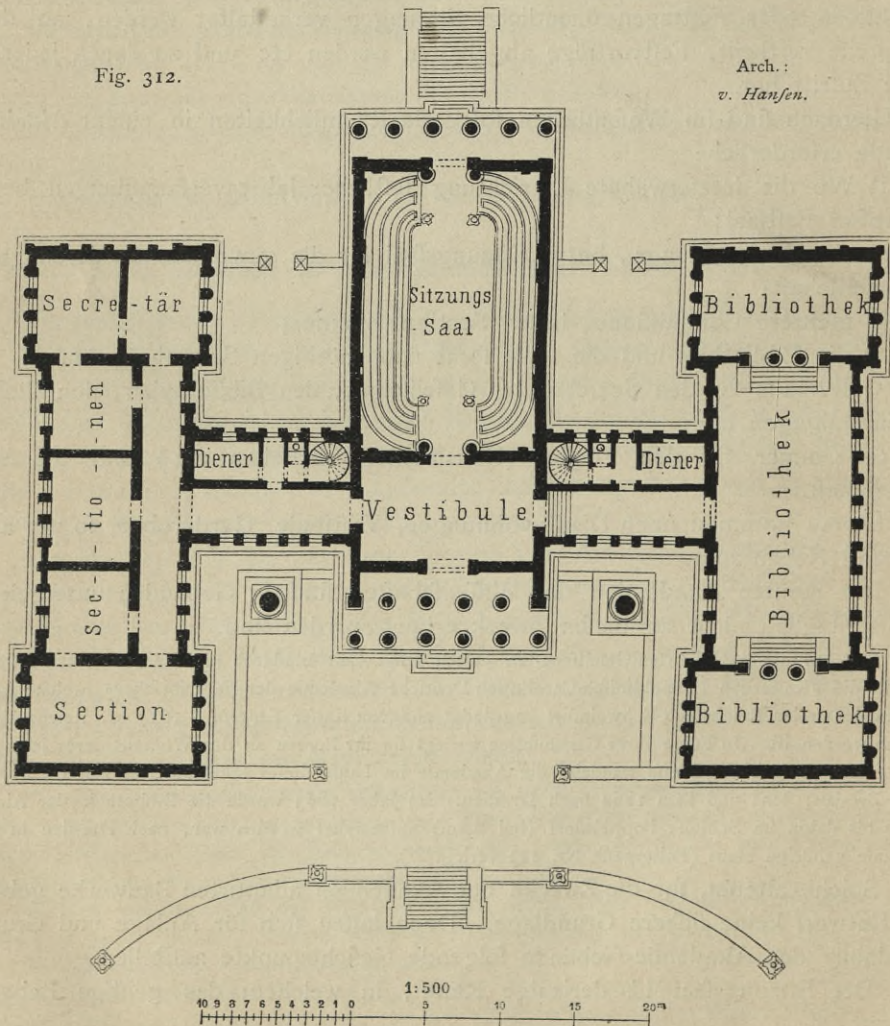 Fig. 312.
Arch.:
v. Hanſen.
Secre-tär
Sitzungs
Saal
Bibliothek
Sec--tio--nen
Diener
Vestibule
Diener
Bibliothek
Section
Bibliothek
1:500
10 9 8 7 6 5 4 3 2 1 0 5 10 15 20m